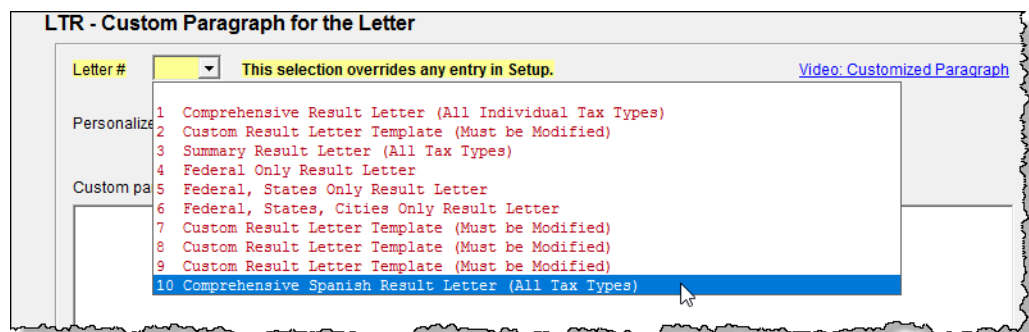 LTR - Custom Paragraph for the Letter
Letter # This selection overrides any entry in Setup. Video: Customized Paragraph
1 Comprehensive Result Letter (All Individual Tax Types)
Personalize
2 Custom Result Letter Template (Must be Modified)
3 Summary Result Letter (All Tax Types)
4 Federal Only Result Letter
Custom pa
5 Federal, States Only Result Letter
6 Federal, States, Cities Only Result Letter
7 Custom Result Letter Template (Must be Modified)
8 Custom Result Letter Template (Must be Modified)
9 Custom Result Letter Template (Must be Modified)
10 Comprehensive Spanish Result Letter (All Tax Types)